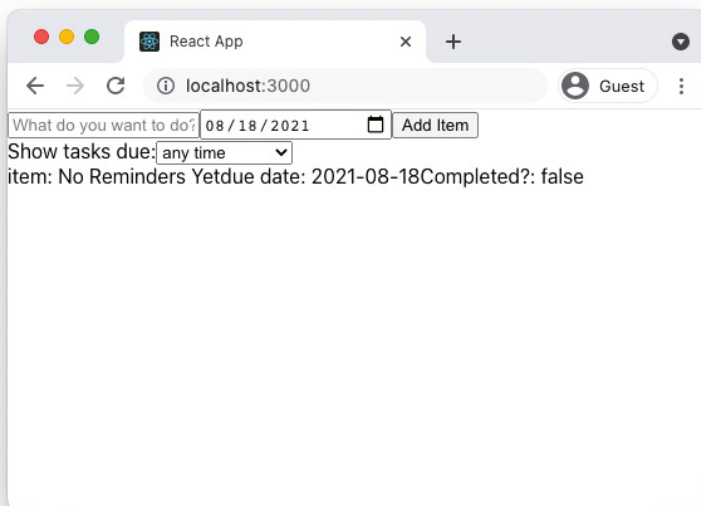 React App
localhost:3000
Guest
What do you want to do? 08/18/2021 Add Item
Show tasks due: any time
item: No Reminders Yetdue date: 2021-08-18Completed?: false